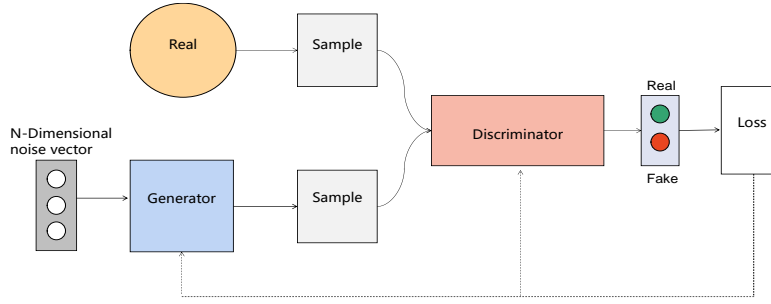 Real
Sample
Real
N-Dimensional
noise vector
Discriminator
Loss
Generator
Sample
Fake